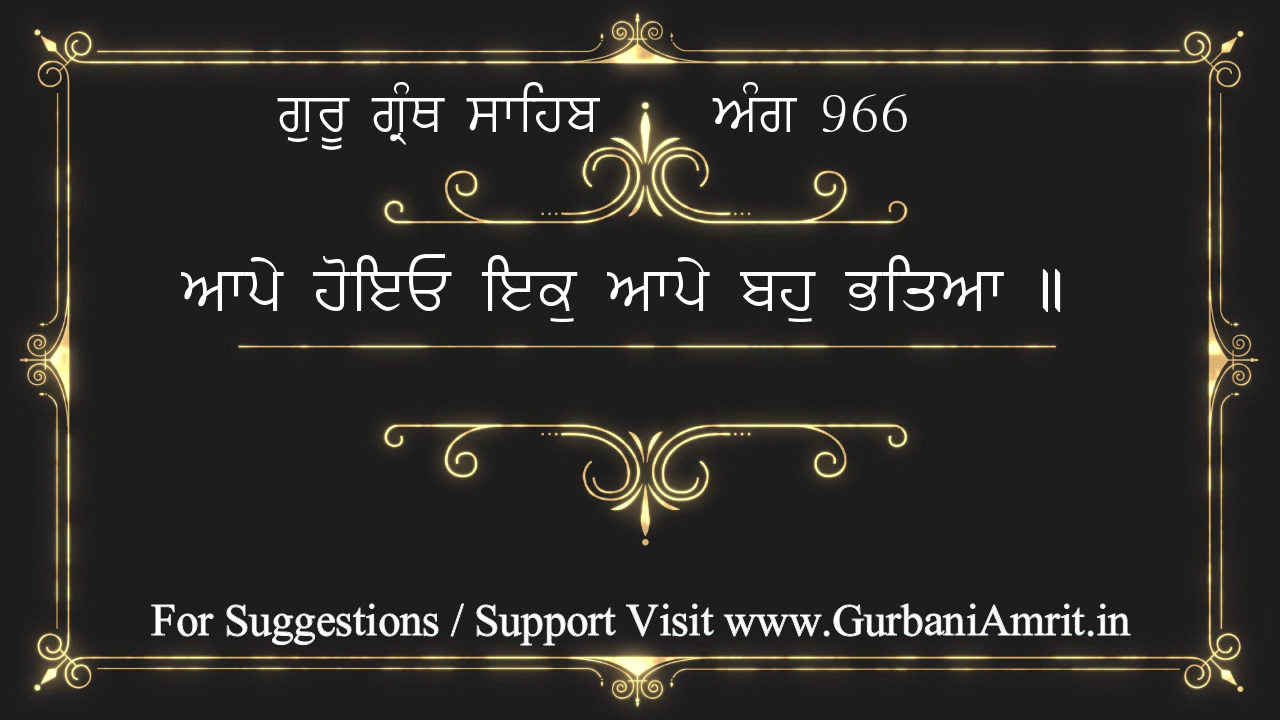 ਗੁਰੂ ਗ੍ਰੰਥ ਸਾਹਿਬ ਅੰਗ 966
ਆਪੇ ਹੋਇਓ ਇਕੁ ਆਪੇ ਬਹੁ ਭਤਿਆ ॥
For Suggestions / Support Visit www.GurbaniAmrit.in